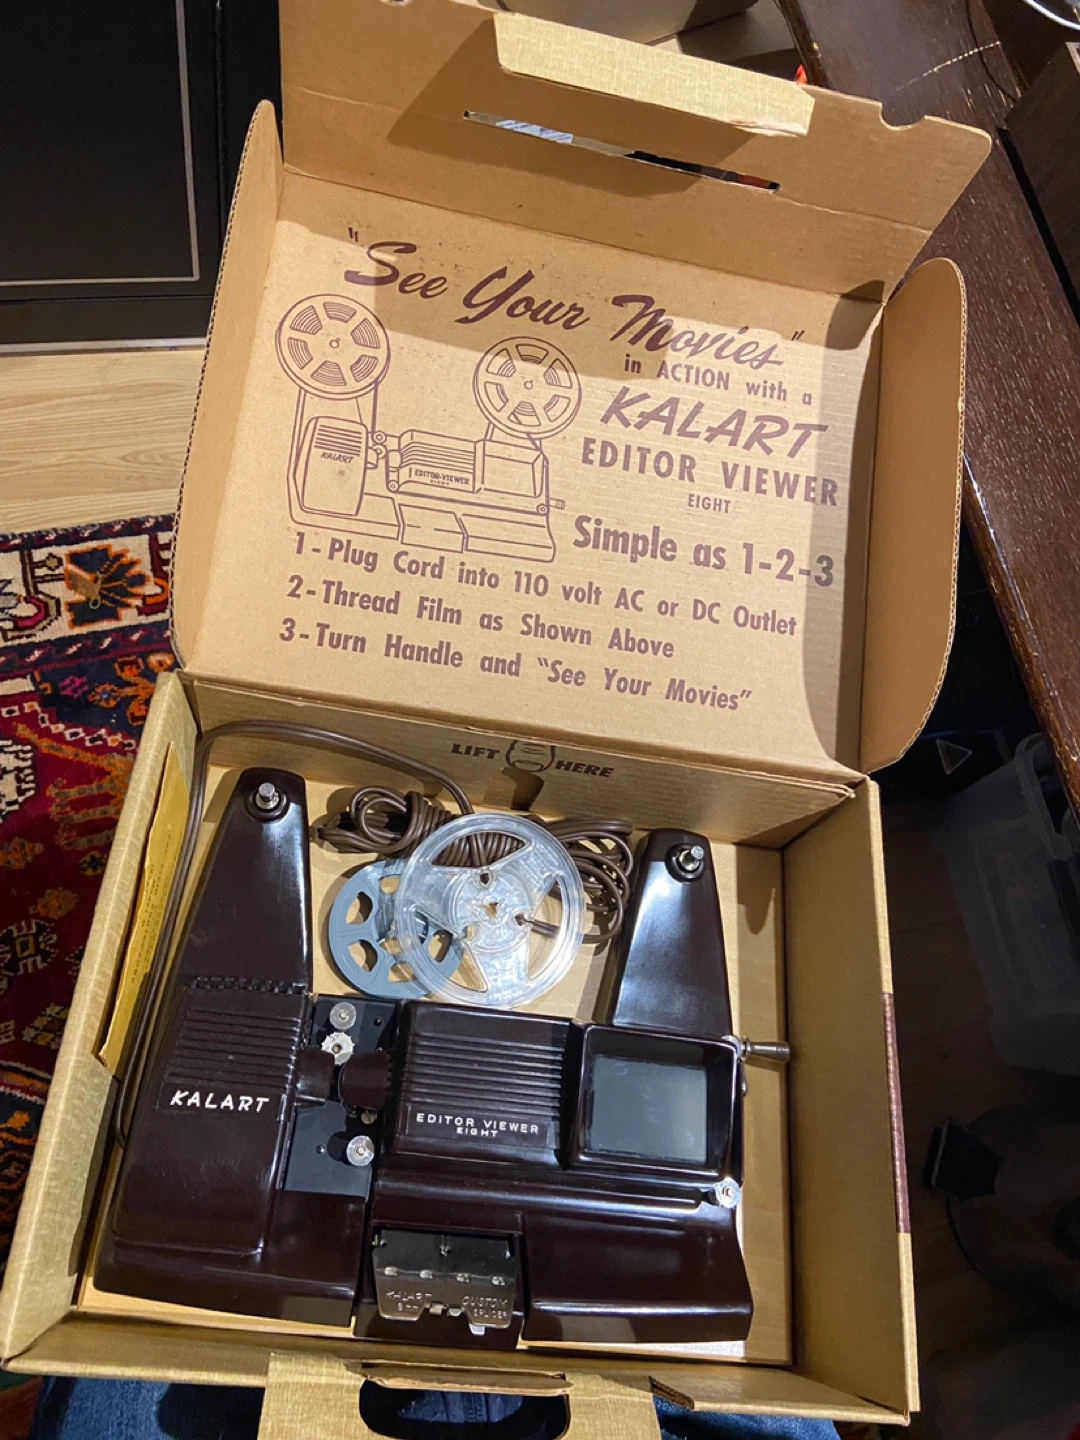 "See Your Movies"
in ACTION with a
KALART
EDITOR VIEWER
EIGHT
KALART
EDITOR-VIEWER
EIGHT
Simple as 1-2-3
1-Plug Cord into 110 volt AC or DC Outlet
2-Thread Film as Shown Above
3-Turn Handle and "See Your Movies"
LIFT HERE
KALART
EDITOR VIEWER
EIGHT
KALART